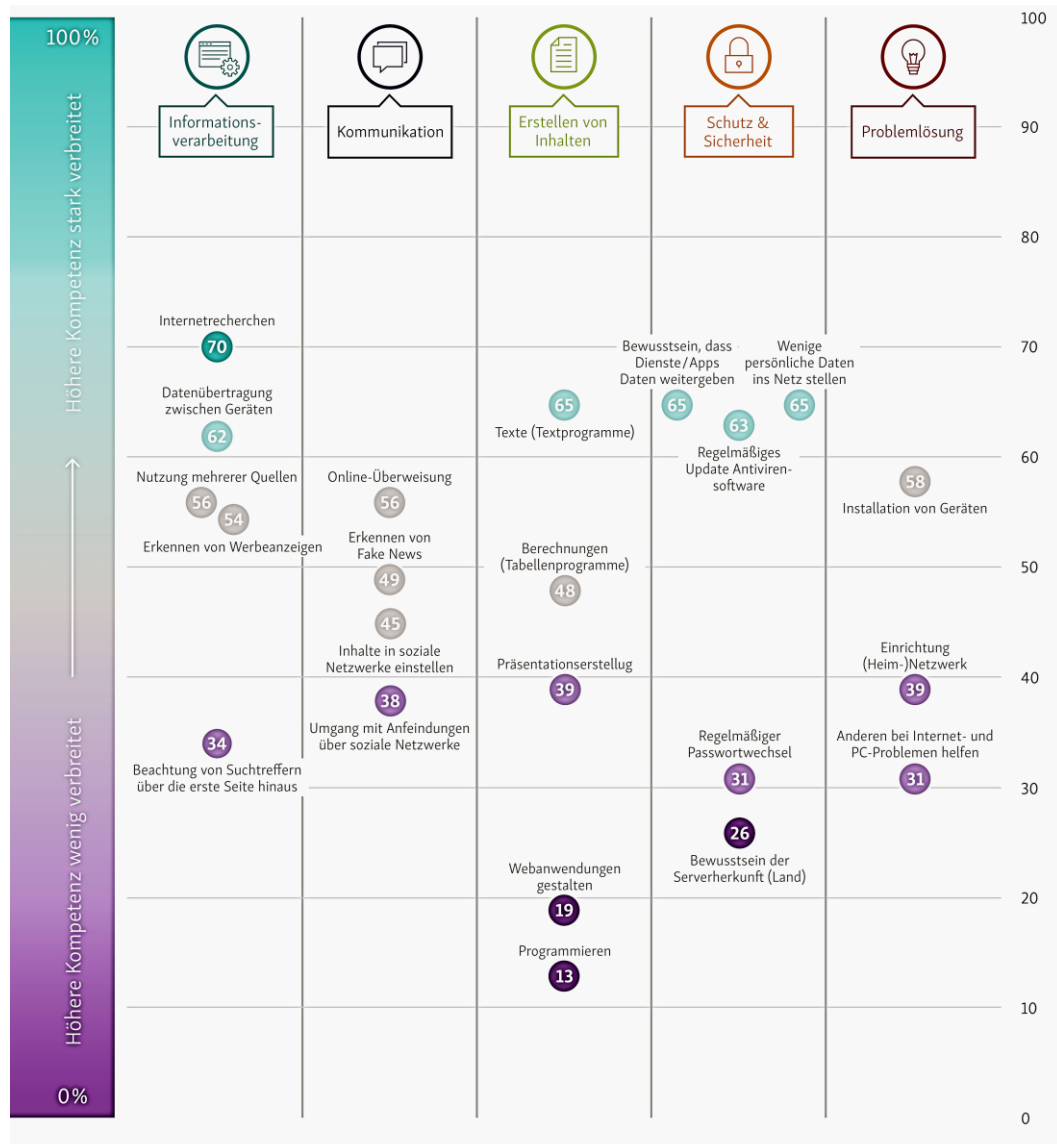 100%
Höhere Kompetenz stark verbreitet
Höhere Kompetenz wenig verbreitet
0%
Informations-
verarbeitung
Kommunikation
Erstellen von
Inhalten
Schutz &
Sicherheit
Problemlösung
Internetrecherchen
70
Datenübertragung
zwischen Geräten
62
Nutzung mehrerer Quellen
56
54
Erkennen von Werbeanzeigen
34
Beachtung von Suchtreffern
über die erste Seite hinaus
Online-Überweisung
56
Erkennen von
Fake News
49
45
Inhalte in soziale
Netzwerke einstellen
38
Umgang mit Anfeindungen
über soziale Netzwerke
65
Texte (Textprogramme)
Berechnungen
(Tabellenprogramme)
48
Präsentationserstellug
39
Webanwendungen
gestalten
19
Programmieren
13
Bewusstsein, dass
Dienste/Apps
Daten weitergeben
65
Wenige
persönliche Daten
ins Netz stellen
65
63
Regelmäßiges
Update Antiviren-
software
Regelmäßiger
Passwortwechsel
31
26
Bewusstsein der
Serverherkunft (Land)
58
Installation von Geräten
Einrichtung
(Heim-)Netzwerk
39
Anderen bei Internet- und
PC-Problemen helfen
31
100
90
80
70
60
50
40
30
20
10
0